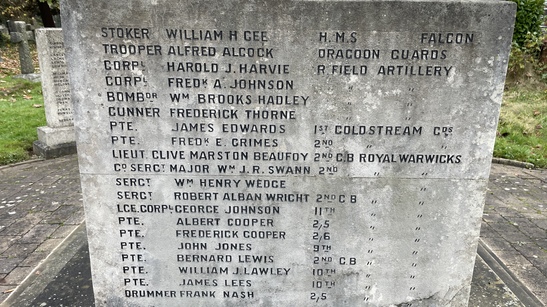 STOKER WILLIAM H GEE H.M.S FALCON
TROOPER ALFRED ALCOCK DRAGOON GUARDS
CORPL HAROLD J. HARVIE R FIELD ARTILLERY
CORPL FREDK A. JOHNSON " "
BOMBDR WM BROOKS HADLEY " "
GUNNER FREDERICK THORNE " "
PTE. JAMES EDWARDS 1ST COLDSTREAM GDS
PTE. FREDK E. GRIMES 2ND " "
LIEUT. CLIVE MARSTON BEAUFOY 2ND G.B ROYAL WARWICKS.
CO SERGT MAJOR WM J.R. SWANN 2ND " "
SERGT WM HENRY WEDGE " "
SERGT ROBERT ALBAN WRIGHT 2ND G B " "
LCE.CORPL GEORGE JOHNSON 11TH " "
PTE. ALBERT COOPER 2/5 " "
PTE. FREDERICK COOPER 2/6 " "
PTE. JOHN JONES 9TH " "
PTE. BERNARD LEWIS 2ND G B " "
PTE. WILLIAM J. LAWLEY 10TH " "
PTE. JAMES LEES 10TH " "
DRUMMER FRANK NASH 2/5 " "